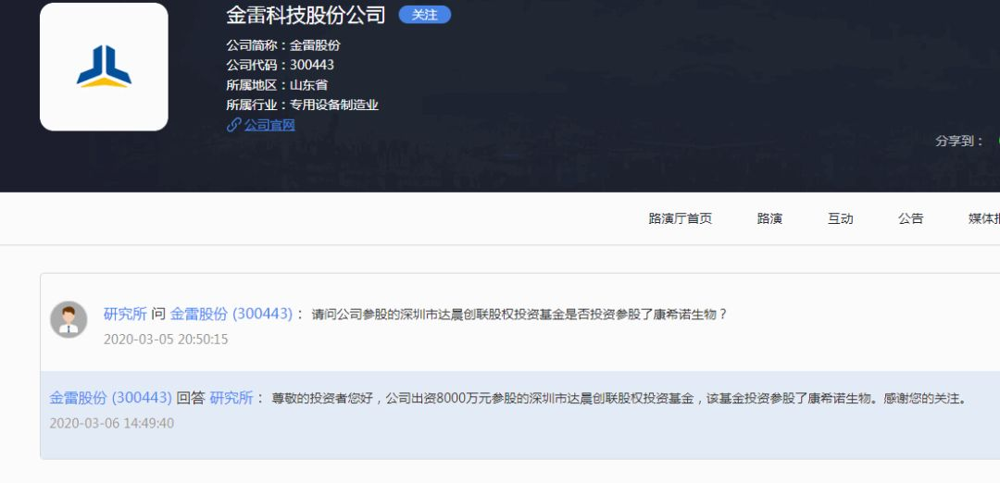 金雷科技股份公司 关注
公司简称：金雷股份
公司代码：300443
所属地区：山东省
所属行业：专用设备制造业
公司官网
分享到：
路演厅首页 路演 互动 公告 媒体
研究所 问 金雷股份 (300443)： 请问公司参股的深圳市达晨创联股权投资基金是否投资参股了康希诺生物？
2020-03-05 20:50:15
金雷股份 (300443) 回答 研究所： 尊敬的投资者您好，公司出资8000万元参股的深圳市达晨创联股权投资基金，该基金投资参股了康希诺生物。感谢您的关注。
2020-03-06 14:49:40